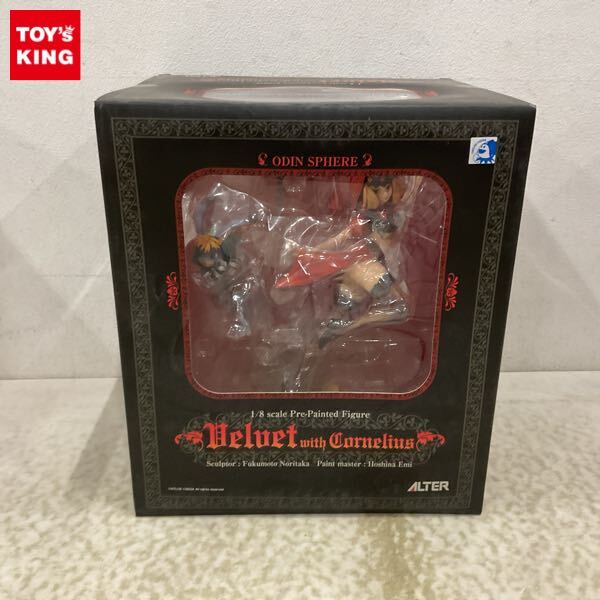 TOY's
KING
ODIN SPHERE
1/8 scale Pre-Painted Figure
Velvet with Cornelius
Sculptor : Fukumoto Noritaka Paint master : Hoshina Emi
ALTER